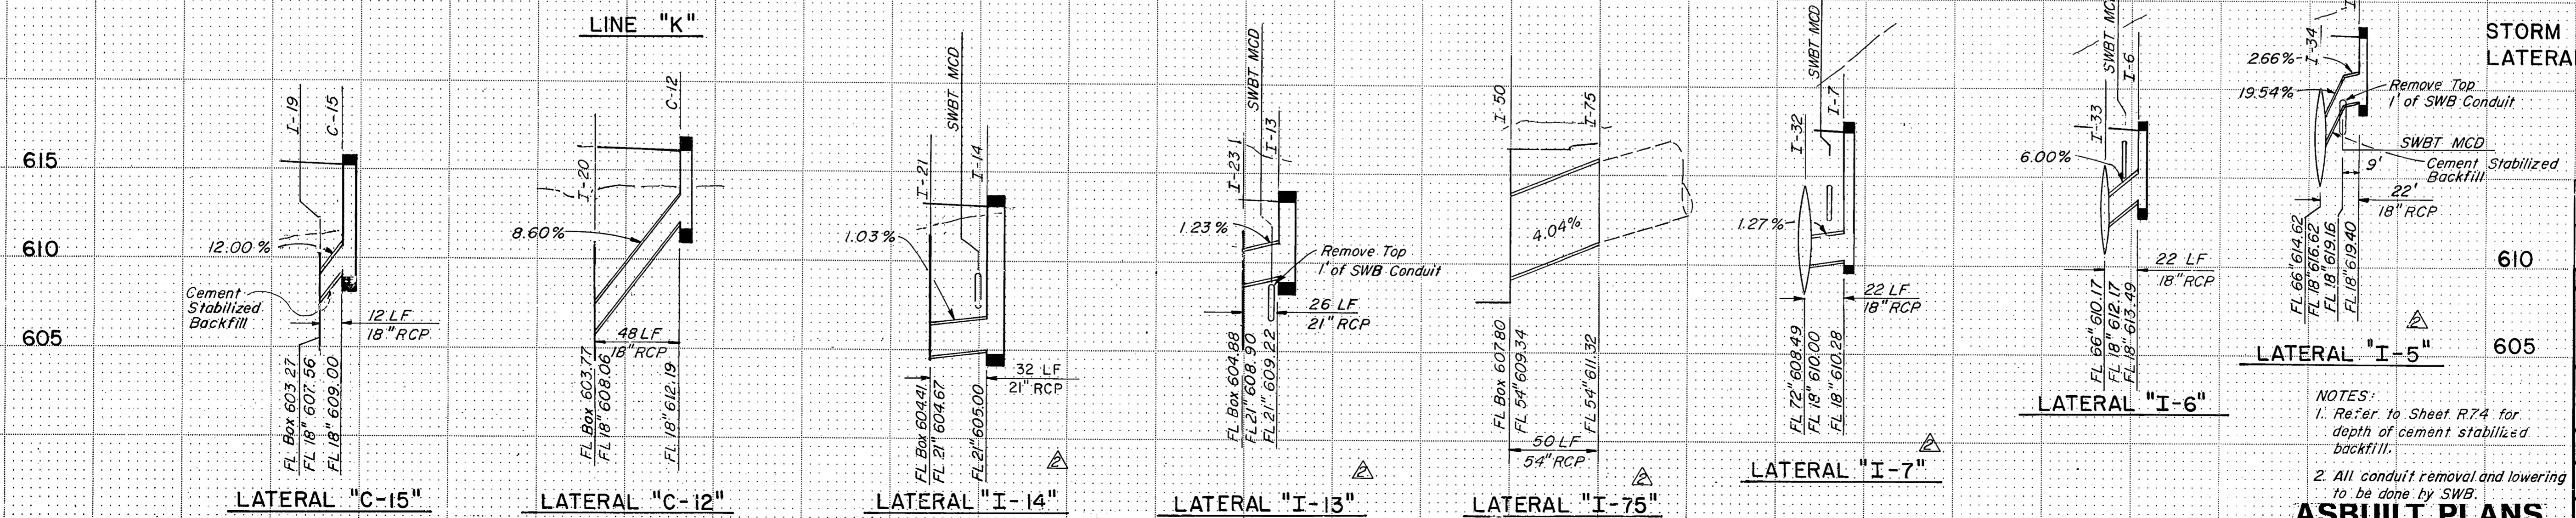 LINE "K"
STORM
LATERA
615
610
605
610
605
I-19
C-15
12.00 %
Cement
Stabilized
Backfill
12 LF
18" RCP
FL Box 603.27
FL 18" 607.56
FL 18" 609.00
LATERAL "C-15"
I-20
C-12
8.60%
48 LF
18" RCP
FL Box 603.77
FL 18" 608.06
FL 18" 612.19
LATERAL "C-12"
I-21
SWBT MCD
I-14
1.03%
32 LF
21" RCP
FL Box 604.41
FL 21" 604.67
FL 21" 605.00
2
LATERAL "I-14"
I-23
SWBT MCD
I-13
1.23%
Remove Top
1' of SWB Conduit
26 LF
21" RCP
FL Box 604.88
FL 21" 608.90
FL 21" 609.22
2
LATERAL "I-13"
I-50
I-75
4.04%
FL Box 607.80
FL 54" 609.34
FL 54" 611.32
50 LF
54" RCP
2
LATERAL "I-75"
I-32
SWBT MCD
I-7
1.27%
22 LF
18" RCP
FL 72" 608.49
FL 18" 610.00
FL 18" 610.28
2
LATERAL "I-7"
I-33
SWBT MC
I-6
6.00%
22 LF
18" RCP
FL 66" 610.17
FL 18" 612.17
FL 18" 613.49
LATERAL "I-6"
I-34
2.66%
19.54%
Remove Top
1' of SWB Conduit
SWBT MCD
Cement Stabilized
Backfill
9'
22'
18" RCP
FL 66" 614.62
FL 18" 616.62
FL 18" 619.16
FL 18" 619.40
2
LATERAL "I-5"
NOTES:
1. Refer to Sheet R74 for
depth of cement stabilized
backfill.
2. All conduit removal and lowering
to be done by SWB.
ASBUILT PLANS